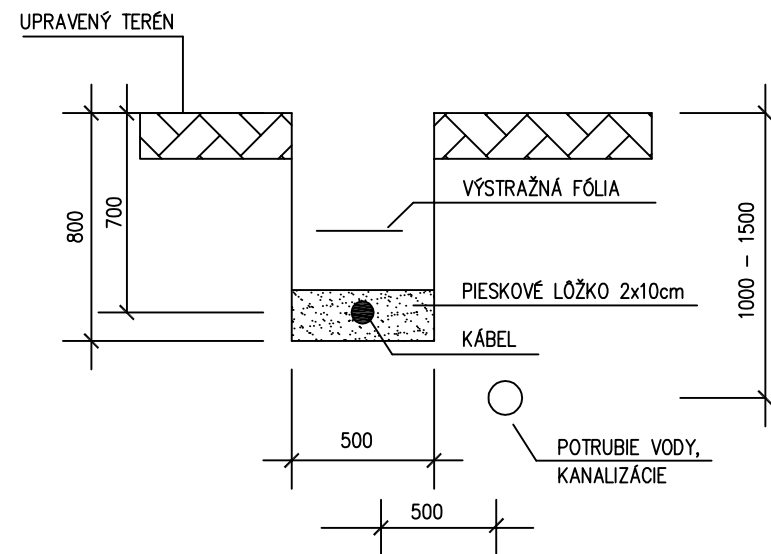 UPRAVENÝ TERÉN
VÝSTRAŽNÁ FÓLIA
800
700
1000 - 1500
PIESKOVÉ LÔŽKO 2x10cm
KÁBEL
500
POTRUBIE VODY,
KANALIZÁCIE
500